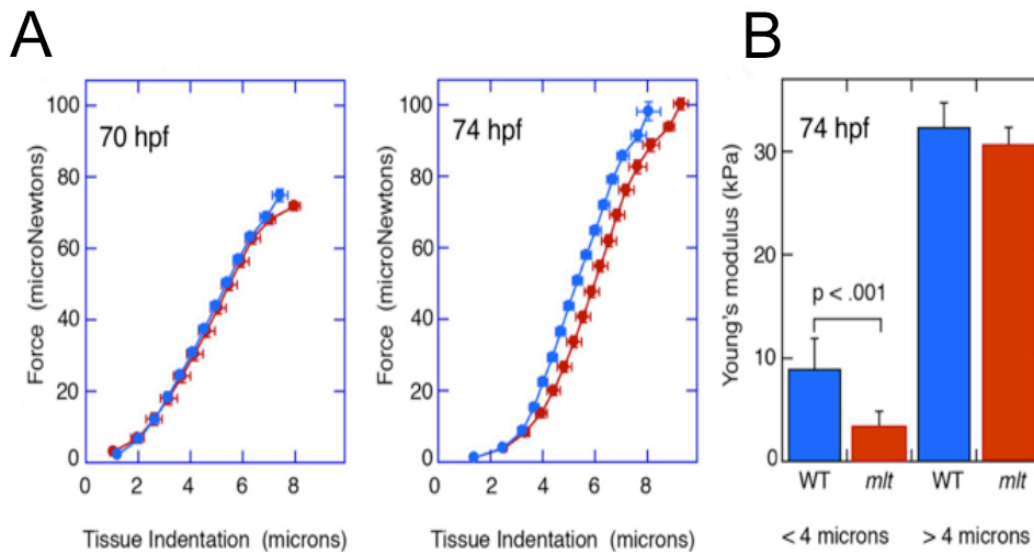 A
B
70 hpf
100
80
60
40
20
0
Force (microNewtons)
0 2 4 6 8
Tissue Indentation (microns)
74 hpf
100
80
60
40
20
0
Force (microNewtons)
0 2 4 6 8
Tissue Indentation (microns)
74 hpf
30
10
0
Young's modulus (kPa)
p < .001
WT mlt WT mlt
< 4 microns > 4 microns